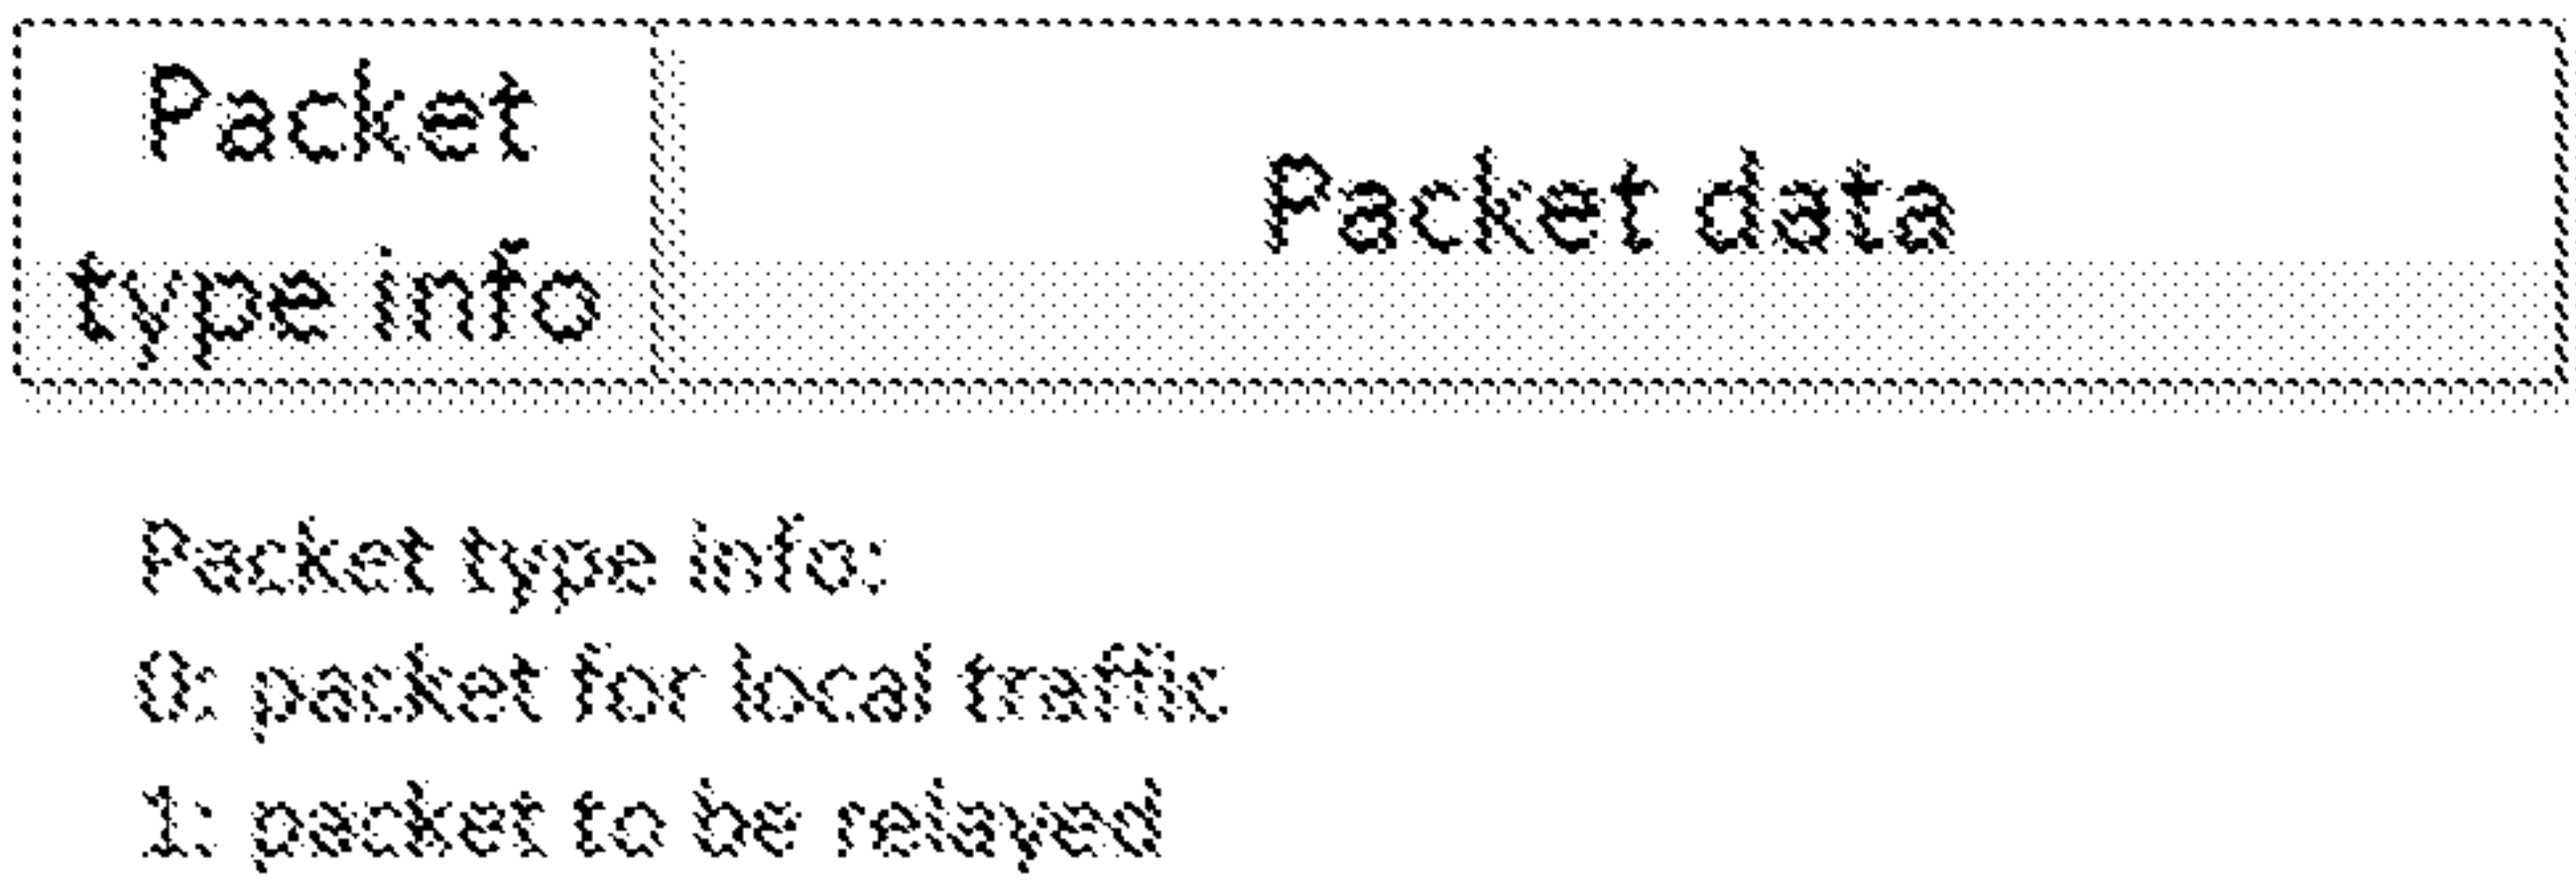 Packet
type info
Packet data
Packet type info:
0: packet for local traffic
1: packet to be relayed